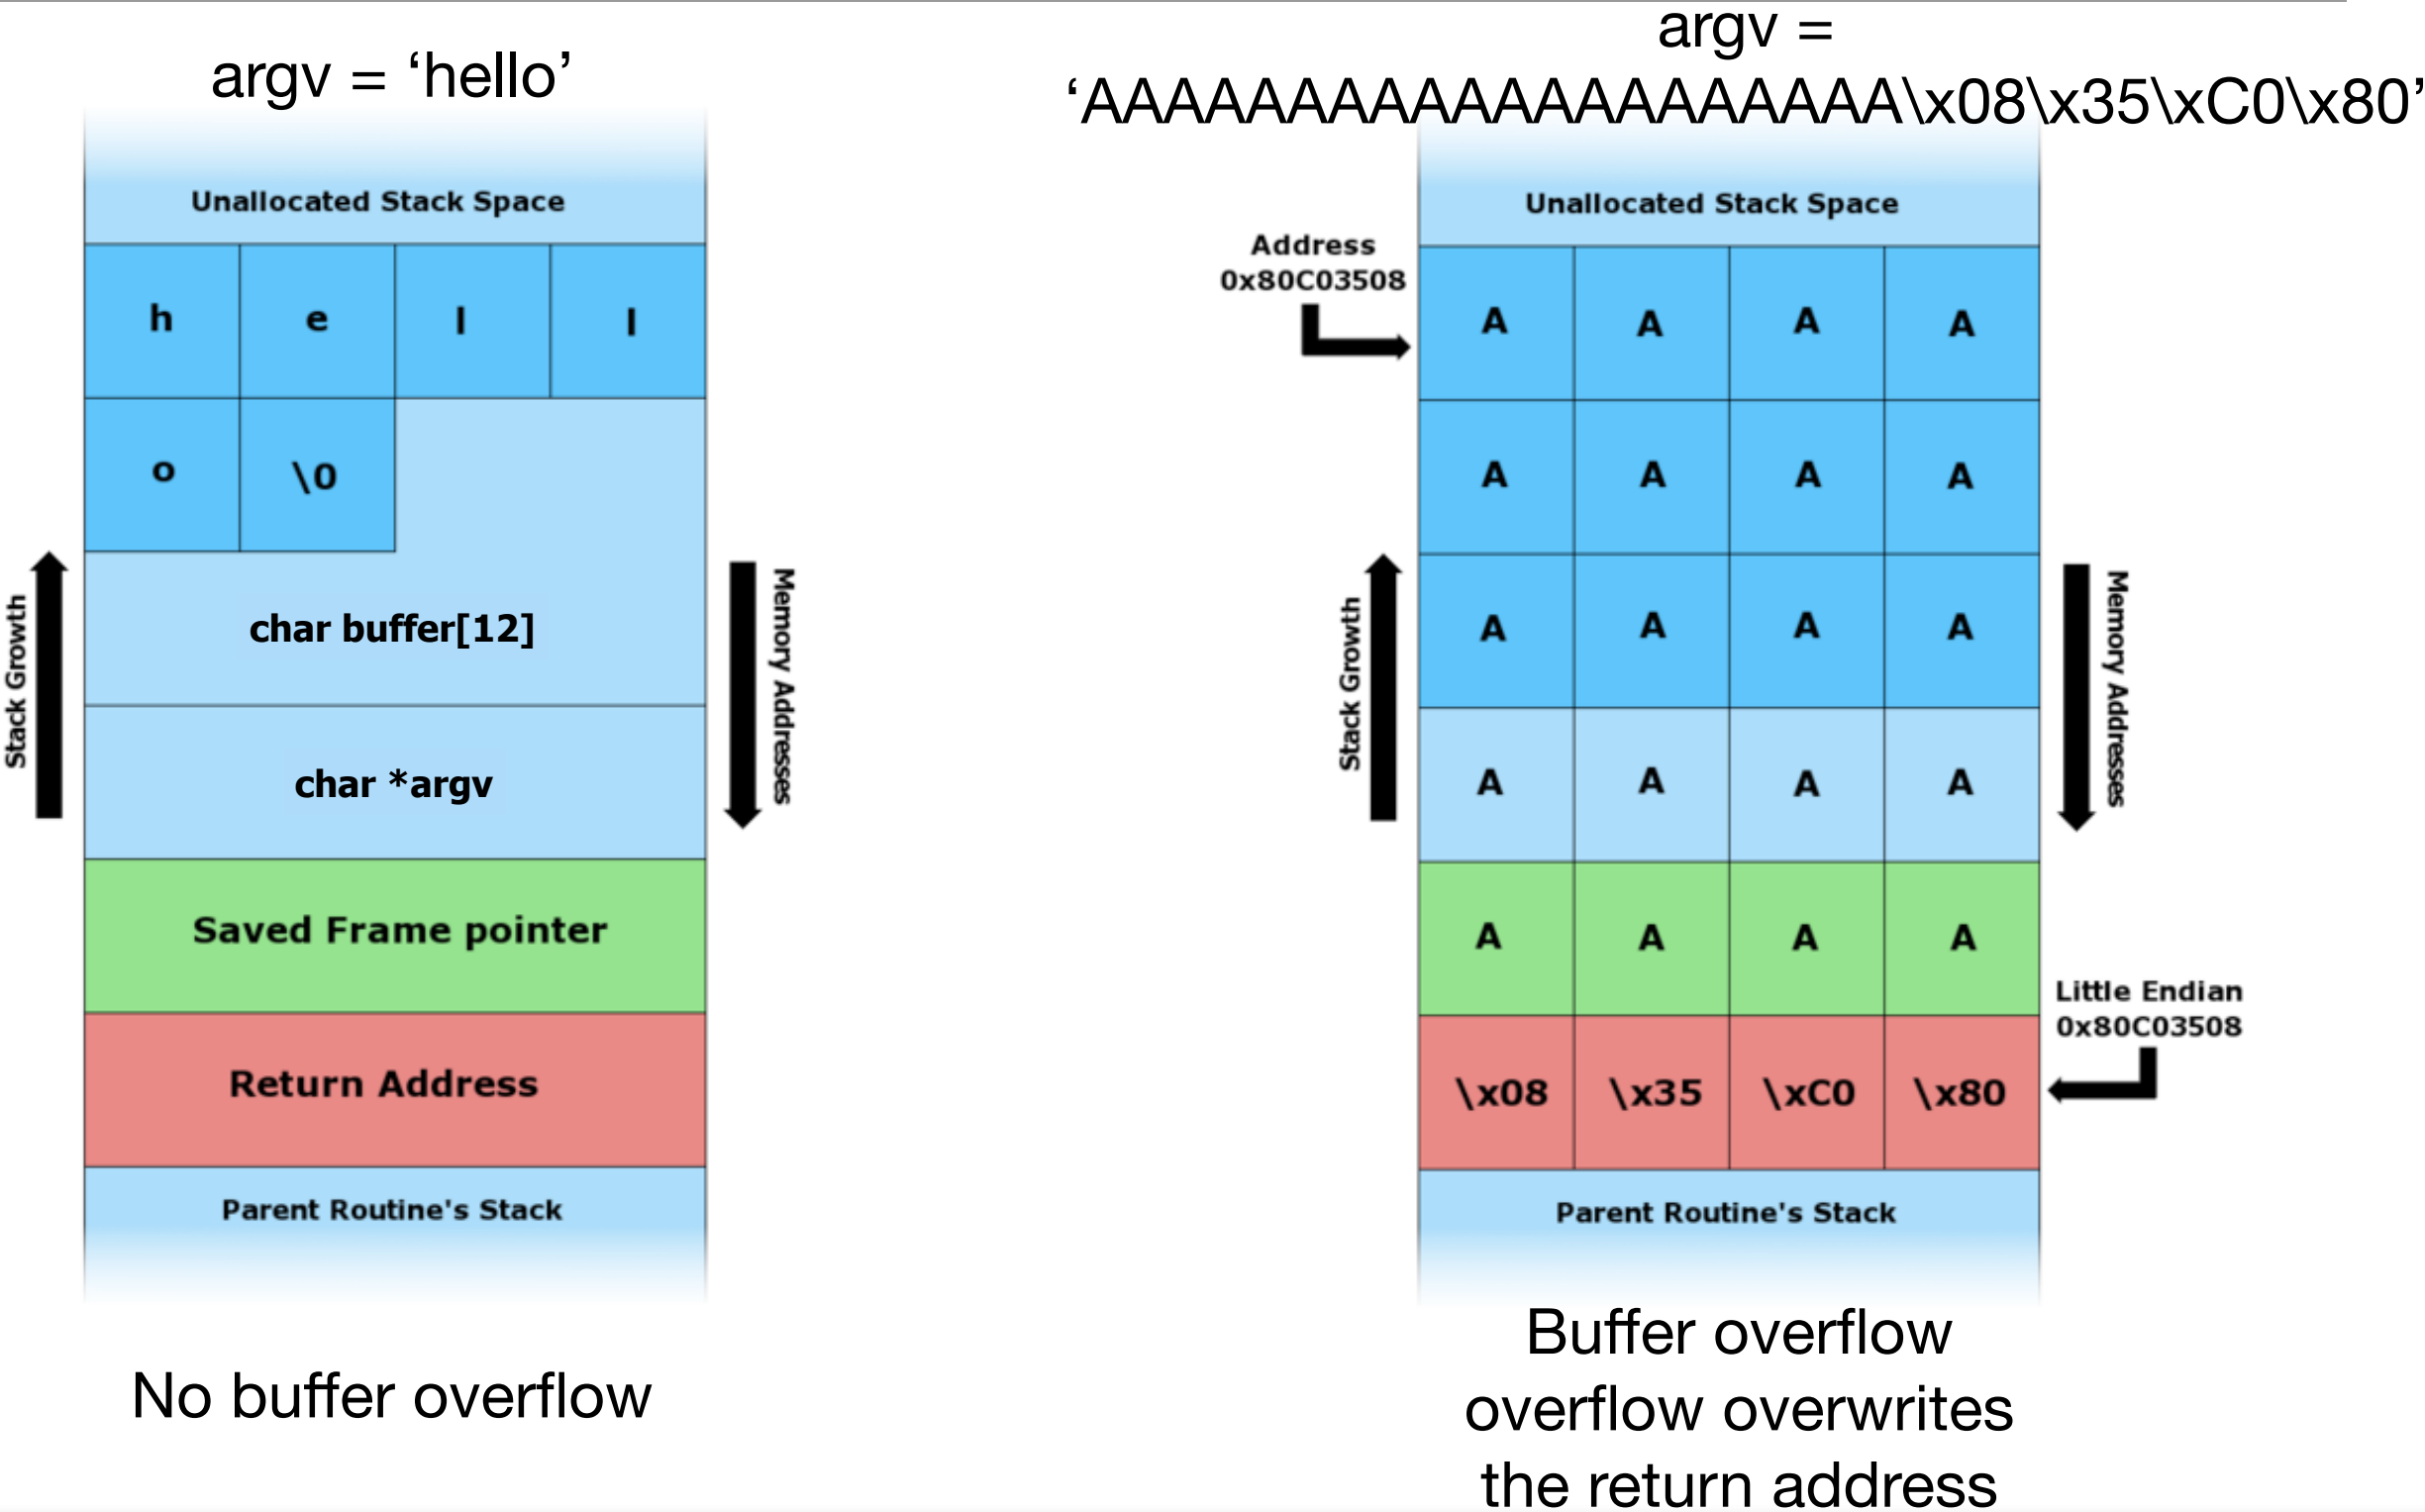 argv = ‘hello’
Unallocated Stack Space
h e l l
o \0
char buffer[12]
char *argv
Saved Frame pointer
Return Address
Parent Routine's Stack
Stack Growth
Memory Addresses
No buffer overflow
argv =
‘AAAAAAAAAAAAAAAAAAAA\x08\x35\xC0\x80’
Unallocated Stack Space
Address
0x80C03508
A A A A
A A A A
A A A A
A A A A
A A A A
\x08 \x35 \xC0 \x80
Stack Growth
Memory Addresses
Little Endian
0x80C03508
Parent Routine's Stack
Buffer overflow
overflow overwrites
the return address